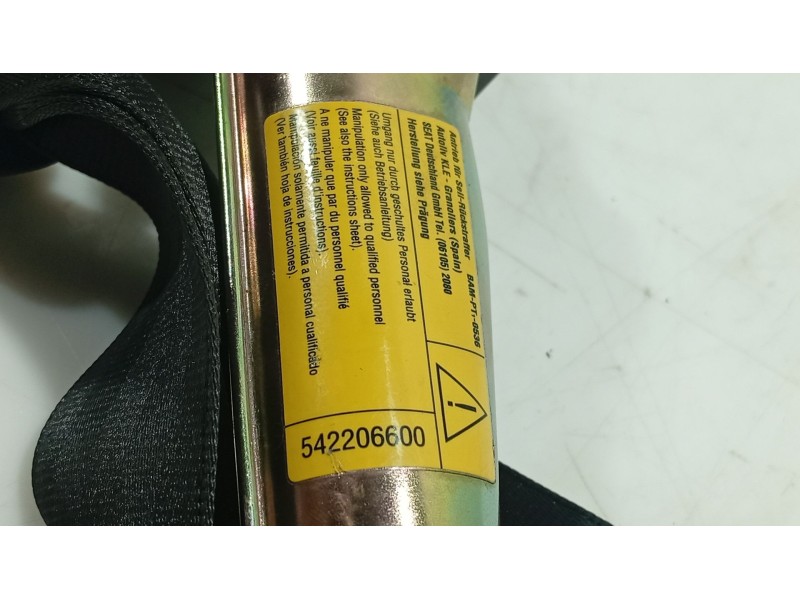 Antrieb für Seil-Rückstraffer BAM-PT₁-0536
Autoliv KLE - Granollers (Spain)
SEAT Deutschland GmbH Tel. (06105) 2080
Herstellung siehe Prägung
Umgang nur durch geschultes Personal erlaubt
(Siehe auch Betriebsanleitung)
Manipulation only allowed to qualified personnel
(See also the instructions sheet).
A ne manipuler que par du personnel qualifié
(Voir aussi feuille d'instructions).
Manipulación solamente permitida a personal cualificado
(Ver también hoja de instrucciones).
i
542206600